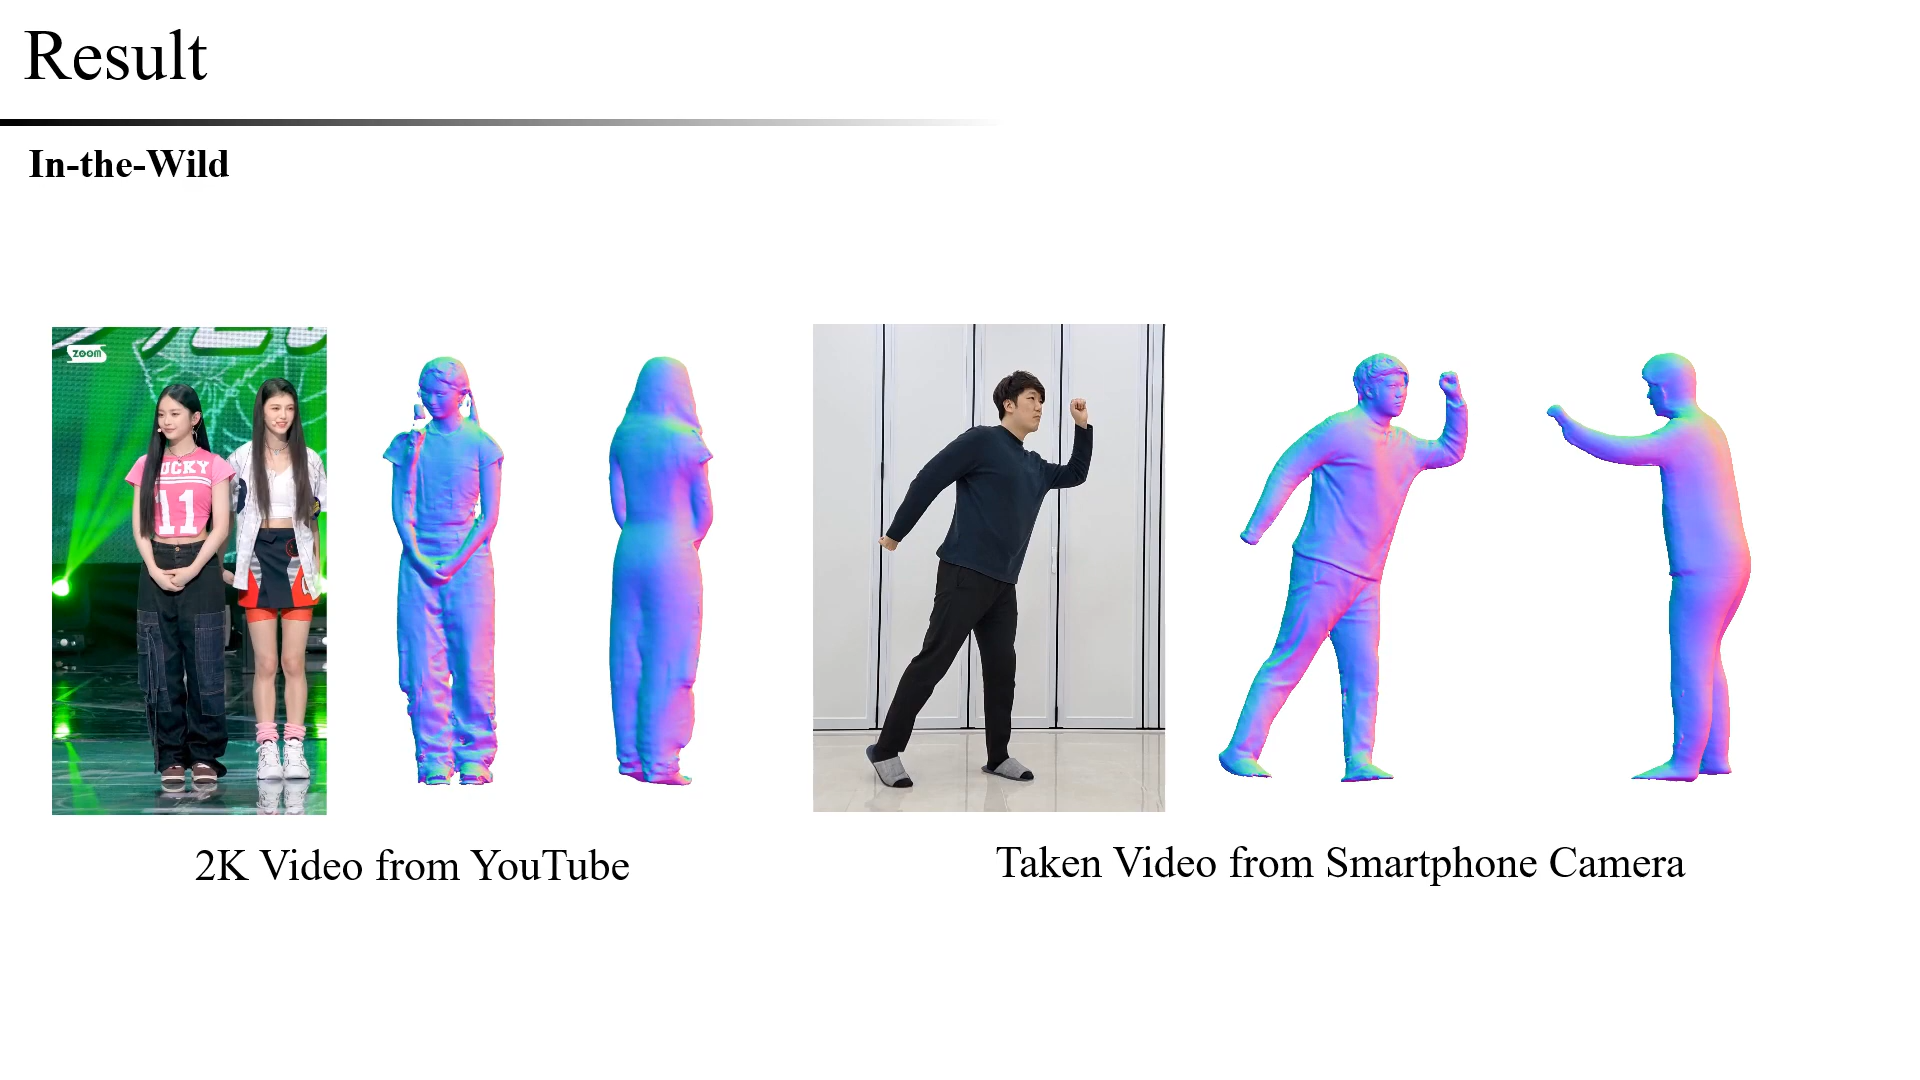 Result
In-the-Wild
ZOOM
UCKY
11
2K Video from YouTube
Taken Video from Smartphone Camera